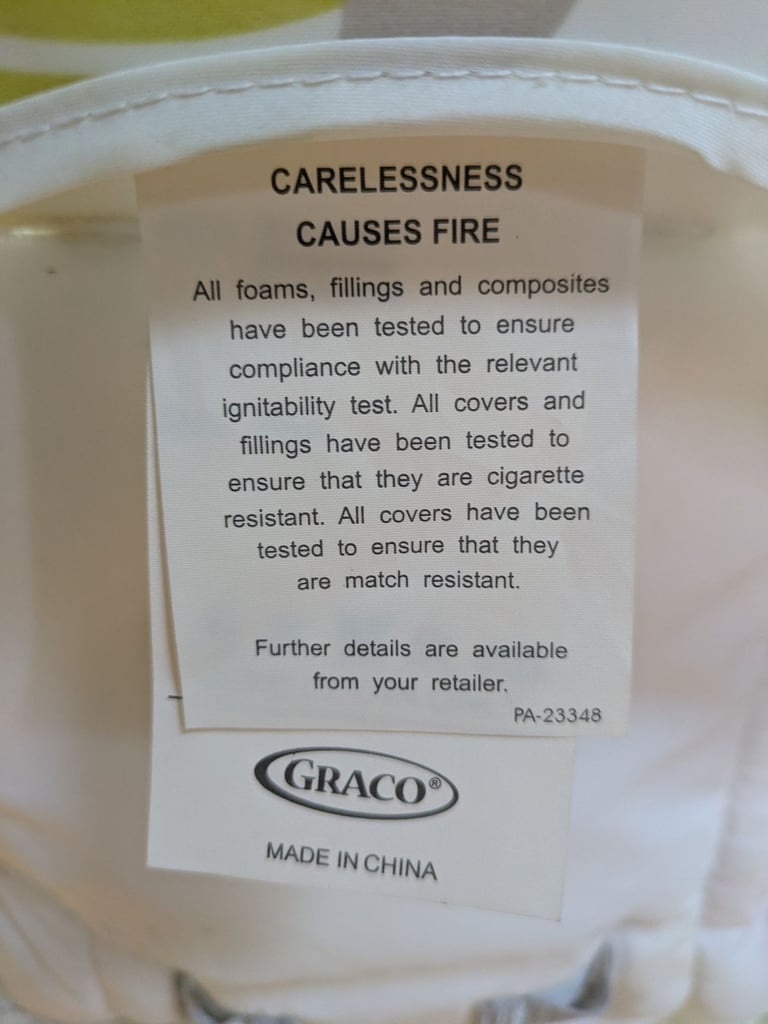 CARELESSNESS
CAUSES FIRE
All foams, fillings and composites
have been tested to ensure
compliance with the relevant
ignitability test. All covers and
fillings have been tested to
ensure that they are cigarette
resistant. All covers have been
tested to ensure that they
are match resistant.
Further details are available
from your retailer.
PA-23348
GRACO®
MADE IN CHINA